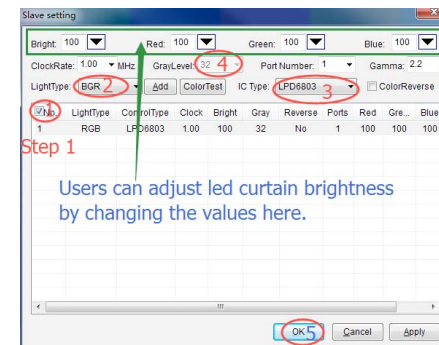 Slave setting
Bright: 100 Red: 100 Green: 100 Blue: 100
ClockRate: 1.00 MHz GrayLevel: 32 4 Port Number: 1 Gamma: 2.2
LightType: BGR 2 Add ColorTest IC Type: LPD6803 3 ColorReverse
1 No. LightType ControlType Clock Bright Gray Reverse Ports Red Gre... Blue
1 RGB LPD6803 1.00 100 32 No 1 100 100 100
Step 1
Users can adjust led curtain brightness
by changing the values here.
OK 5 Cancel Apply